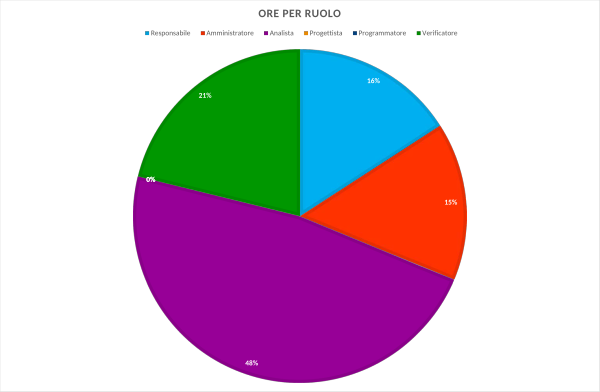 ORE PER RUOLO
Responsabile Amministratore Analista Progettista Programmatore Verificatore
16%
21%
0%
15%
48%